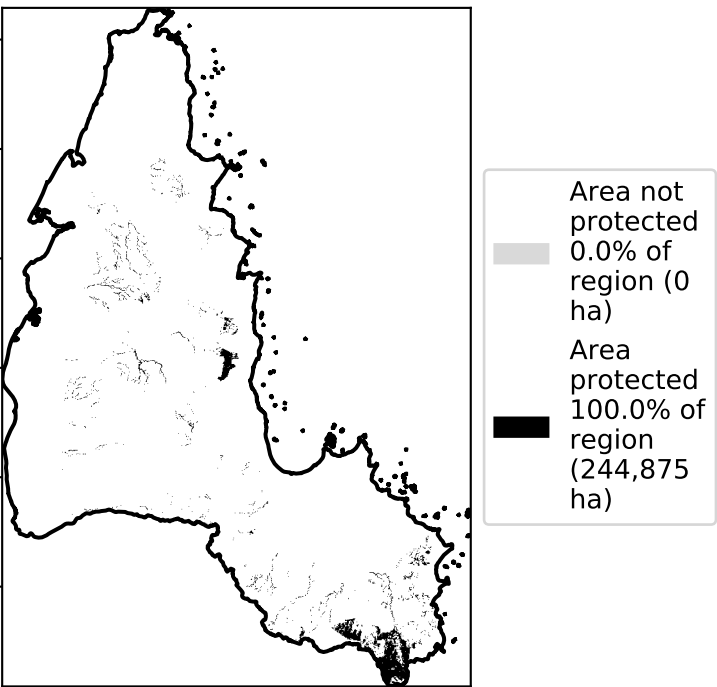 Area not
protected
0.0% of
region (0
ha)
Area
protected
100.0% of
region
(244,875
ha)